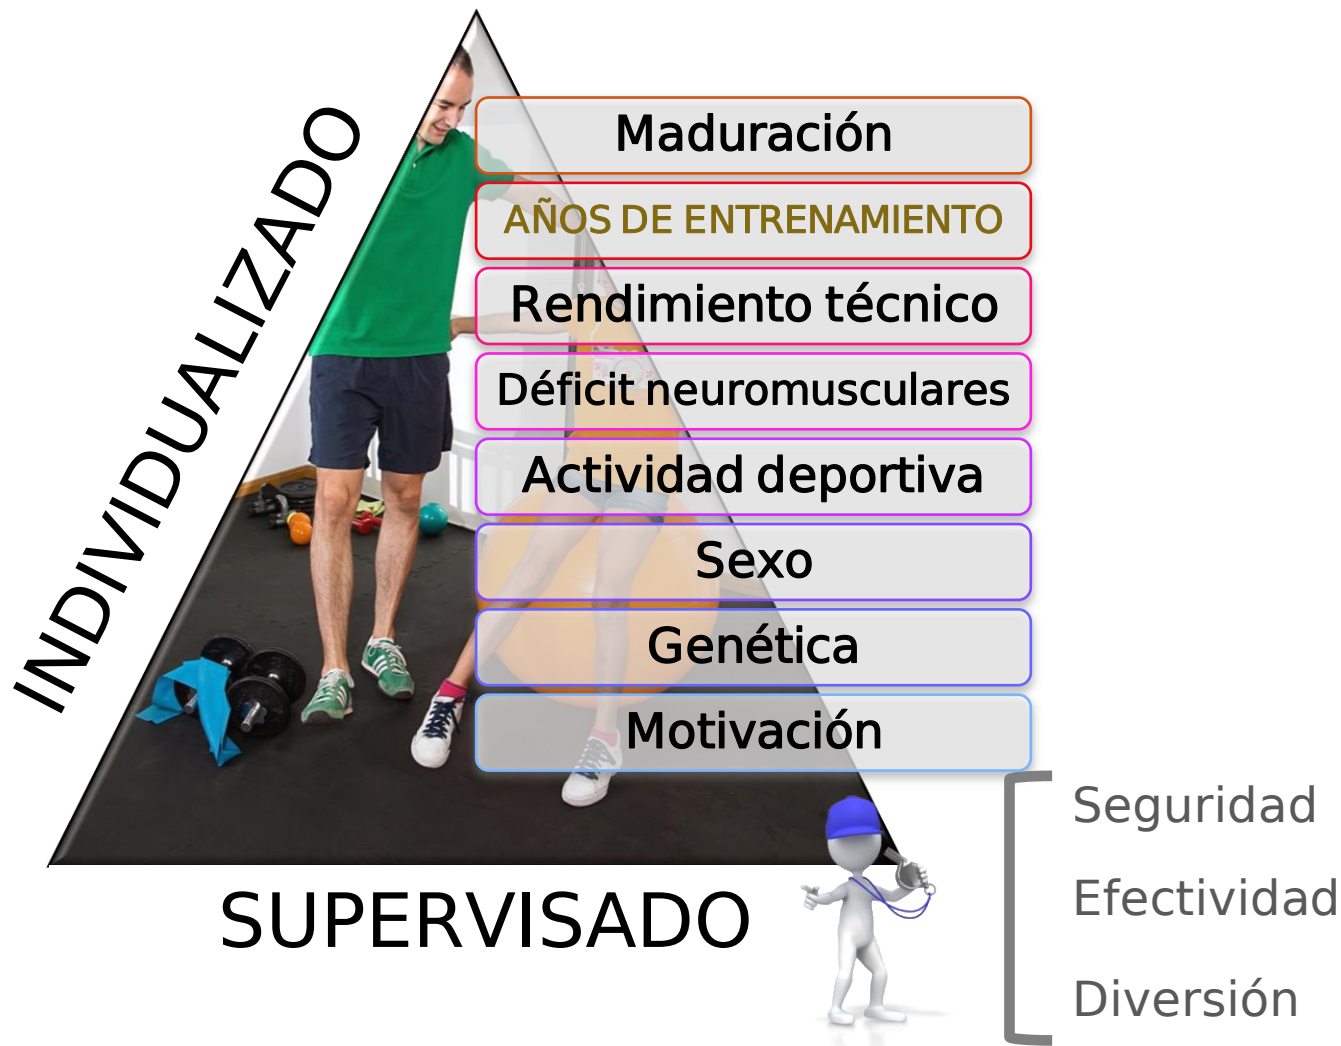 INDIVIDUALIZADO
Maduración
AÑOS DE ENTRENAMIENTO
Rendimiento técnico
Déficit neuromusculares
Actividad deportiva
Sexo
Genética
Motivación
SUPERVISADO
Seguridad
Efectividad
Diversión